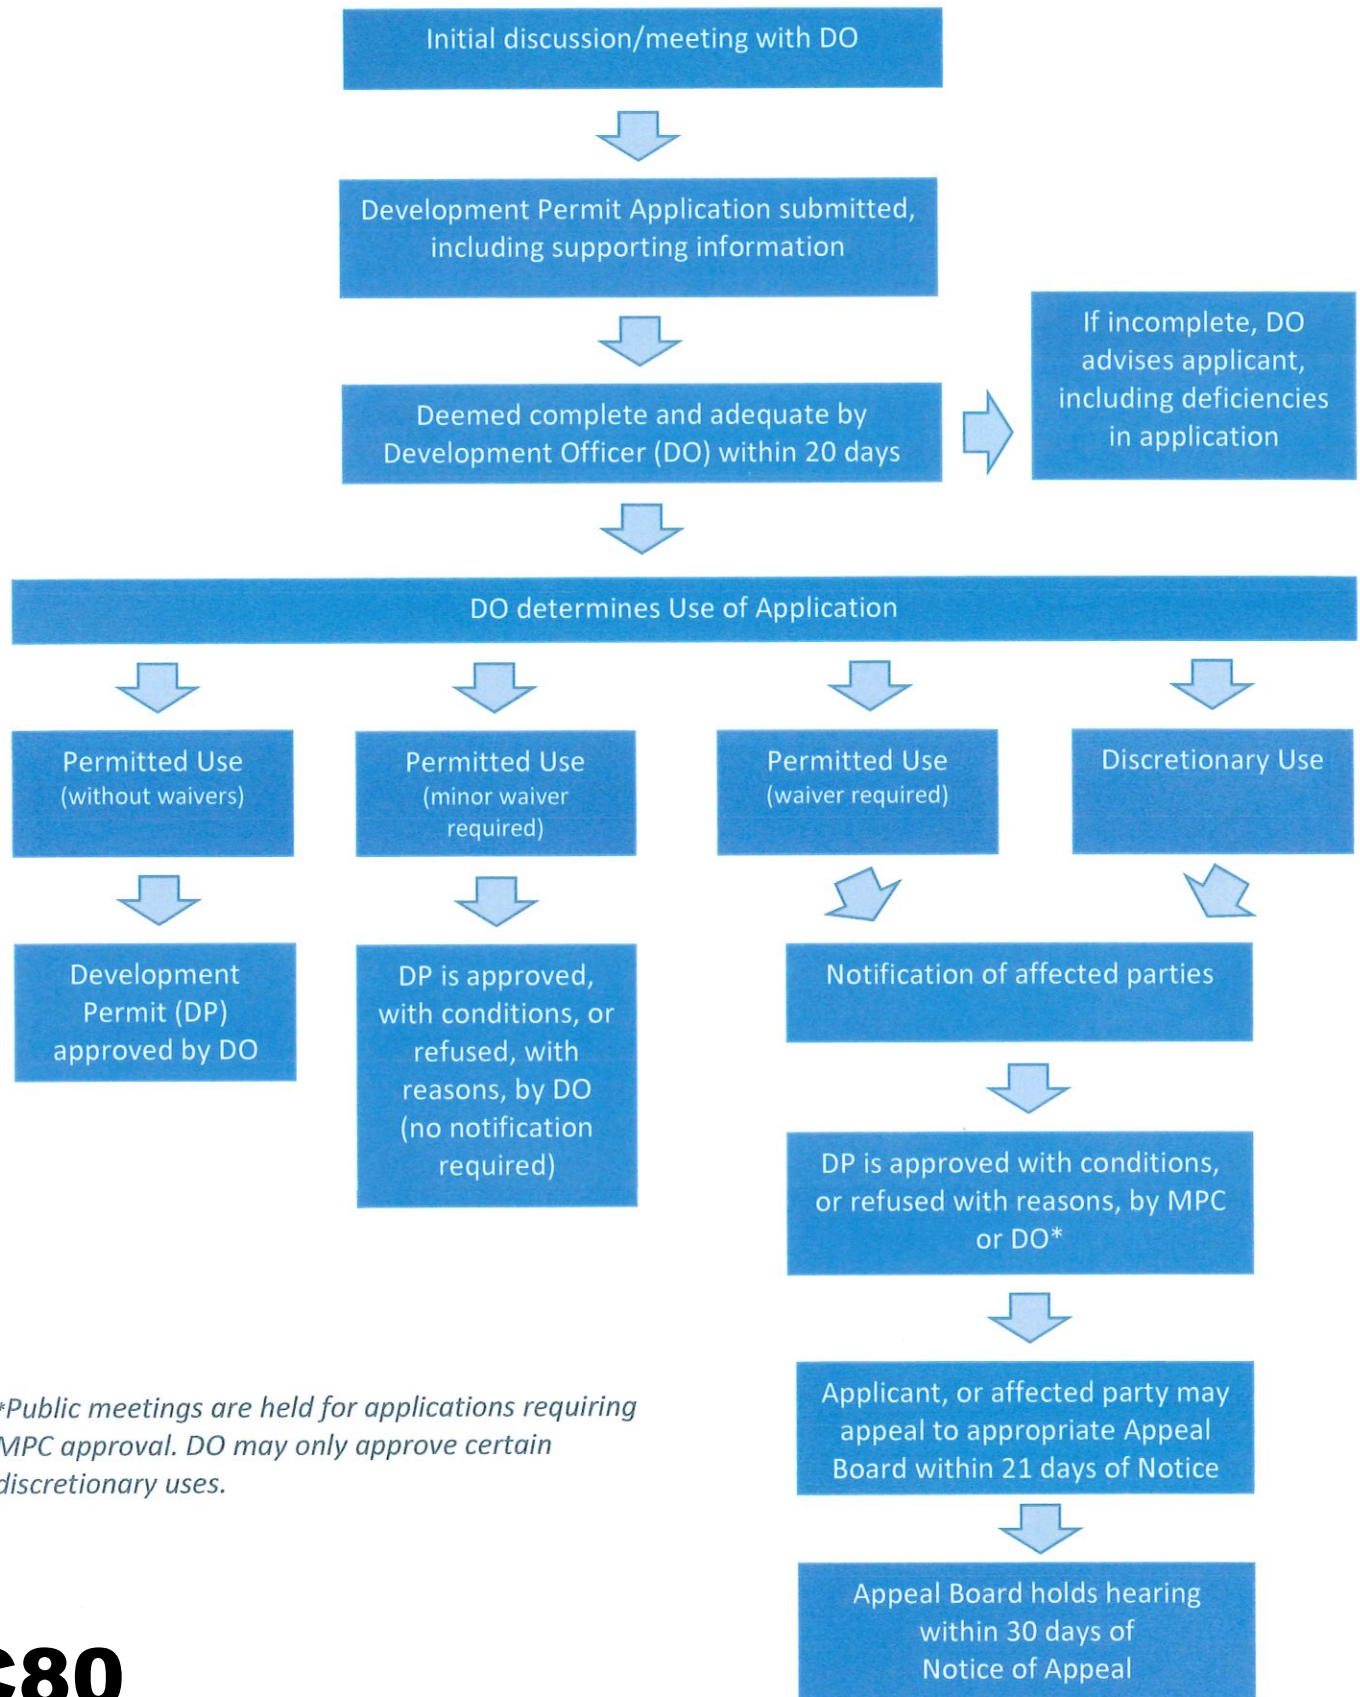 Initial discussion/meeting with DO
Development Permit Application submitted,
including supporting information
If incomplete, DO
advises applicant,
including deficiencies
in application
Deemed complete and adequate by
Development Officer (DO) within 20 days
DO determines Use of Application
Permitted Use
(without waivers)
Permitted Use
(minor waiver
required)
Permitted Use
(waiver required)
Discretionary Use
Development
Permit (DP)
approved by DO
DP is approved,
with conditions, or
refused, with
reasons, by DO
(no notification
required)
Notification of affected parties
DP is approved with conditions,
or refused with reasons, by MPC
or DO*
Applicant, or affected party may
appeal to appropriate Appeal
Board within 21 days of Notice
Appeal Board holds hearing
within 30 days of
Notice of Appeal
*Public meetings are held for applications requiring
MPC approval. DO may only approve certain
discretionary uses.
C80